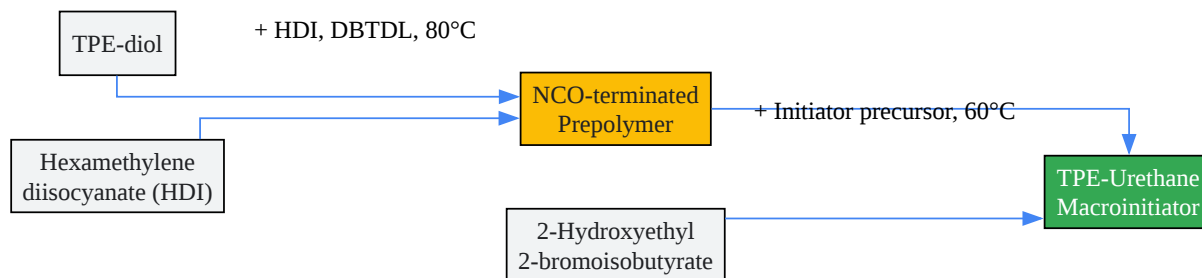 TPE-diol
+ HDI, DBTDL, 80°C
NCO-terminated
Prepolymer
+ Initiator precursor, 60°C
Hexamethylene
diisocyanate (HDI)
TPE-Urethane
Macroinitiator
2-Hydroxyethyl
2-bromoisobutyrate